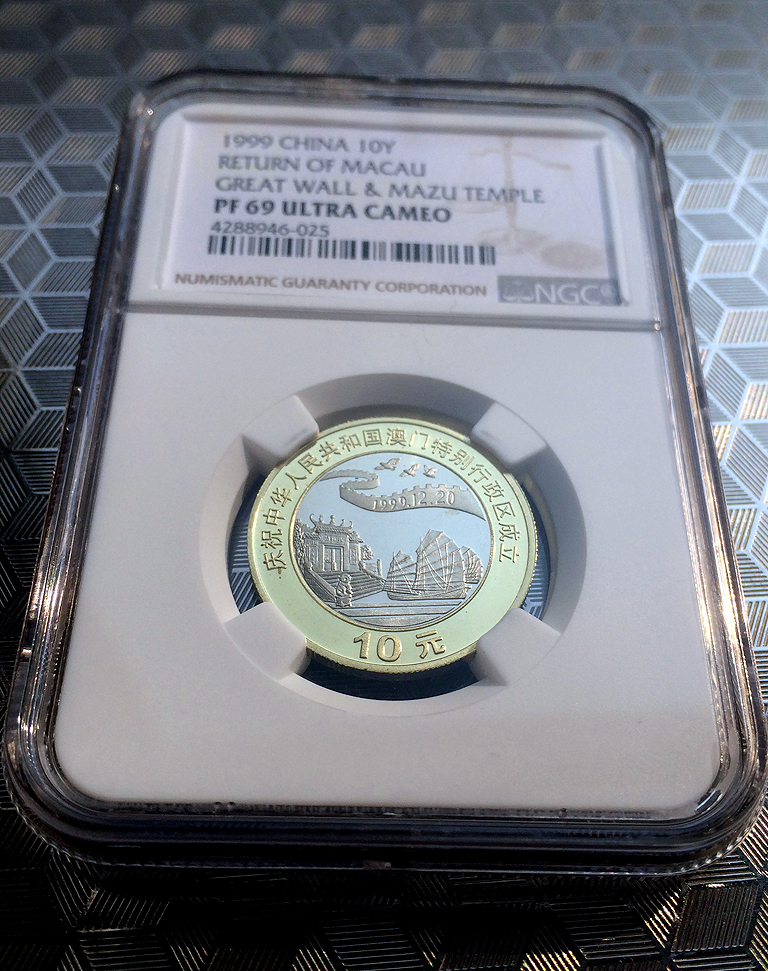 1999 CHINA 10Y
RETURN OF MACAU
GREAT WALL & MAZU TEMPLE
PF 69 ULTRA CAMEO
4288946-025
NUMISMATIC GUARANTY CORPORATION
NGC®
庆祝中华人民共和国澳门特别行政区成立
1999.12.20
10 元